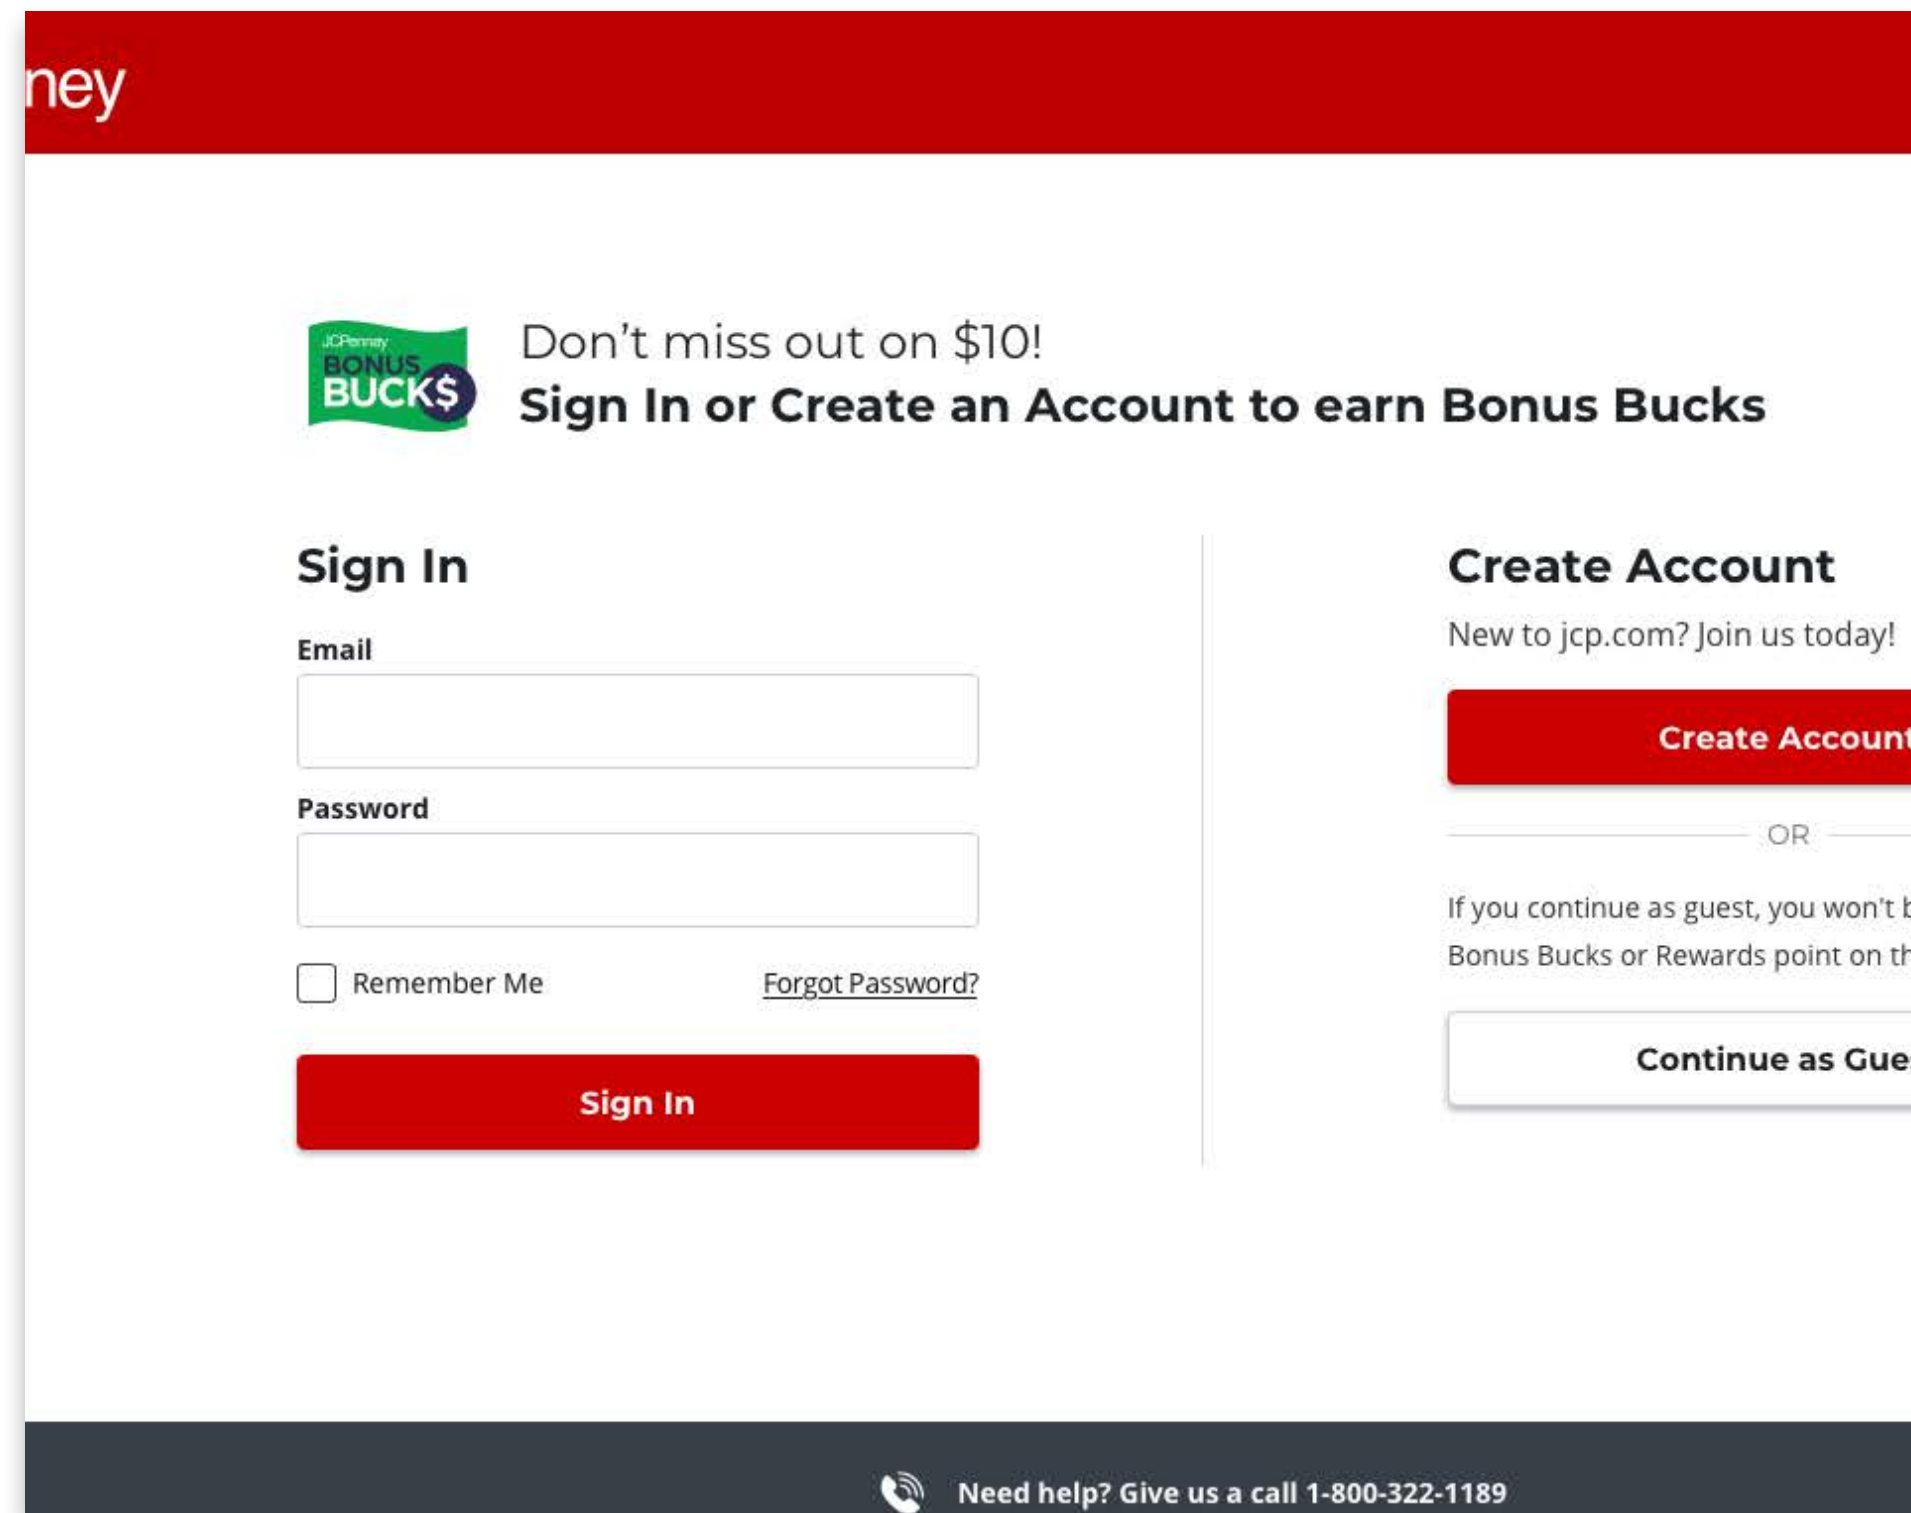 ney
JCPenney
BONUS
BUCK$
Don’t miss out on $10!
Sign In or Create an Account to earn Bonus Bucks
Sign In
Email
Password
Remember Me
Forgot Password?
Sign In
Create Account
New to jcp.com? Join us today!
Create Account
OR
If you continue as guest, you won't b
Bonus Bucks or Rewards point on th
Continue as Gues
Need help? Give us a call 1-800-322-1189